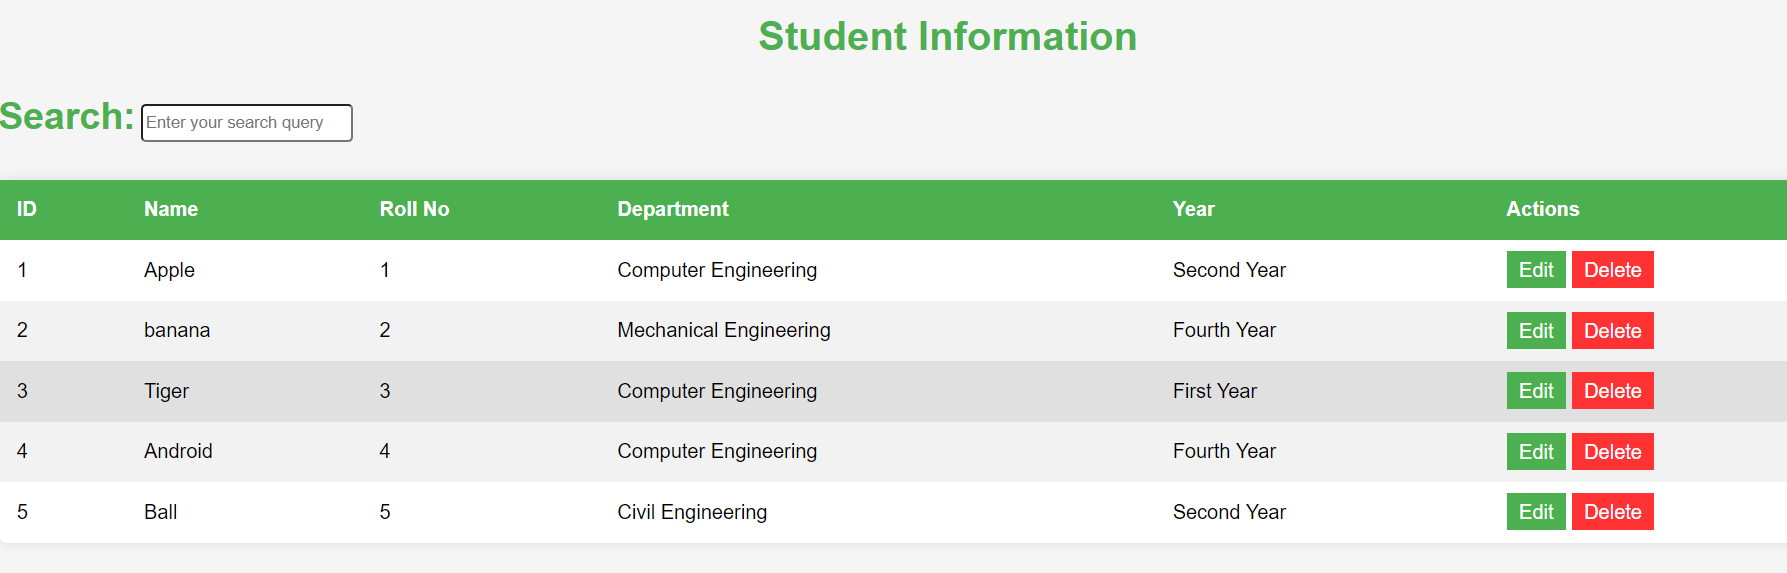 Student Information
Search: Enter your search query
ID Name Roll No Department Year Actions
1 Apple 1 Computer Engineering Second Year Edit Delete
2 banana 2 Mechanical Engineering Fourth Year Edit Delete
3 Tiger 3 Computer Engineering First Year Edit Delete
4 Android 4 Computer Engineering Fourth Year Edit Delete
5 Ball 5 Civil Engineering Second Year Edit Delete